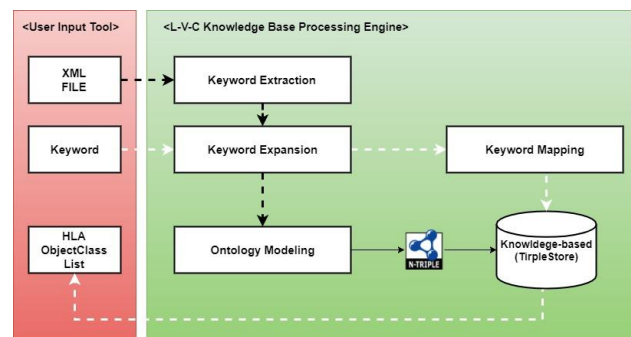 <User Input Tool>
<L-V-C Knowledge Base Processing Engine>
XML
FILE
Keyword Extraction
Keyword
Keyword Expansion
Keyword Mapping
HLA
ObjectClass
List
Ontology Modeling
N-TRIPLE
Knowldege-based
(TirpleStore)